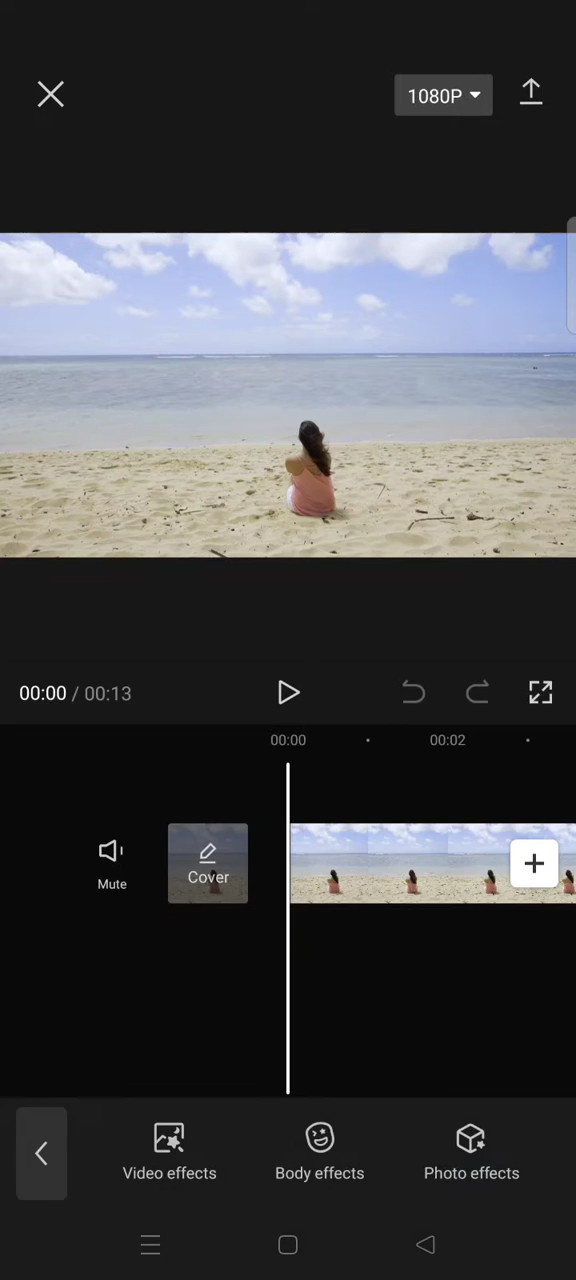 1080P
00:00 / 00:13
00:00
00:02
Mute
Cover
Video effects
Body effects
Photo effects